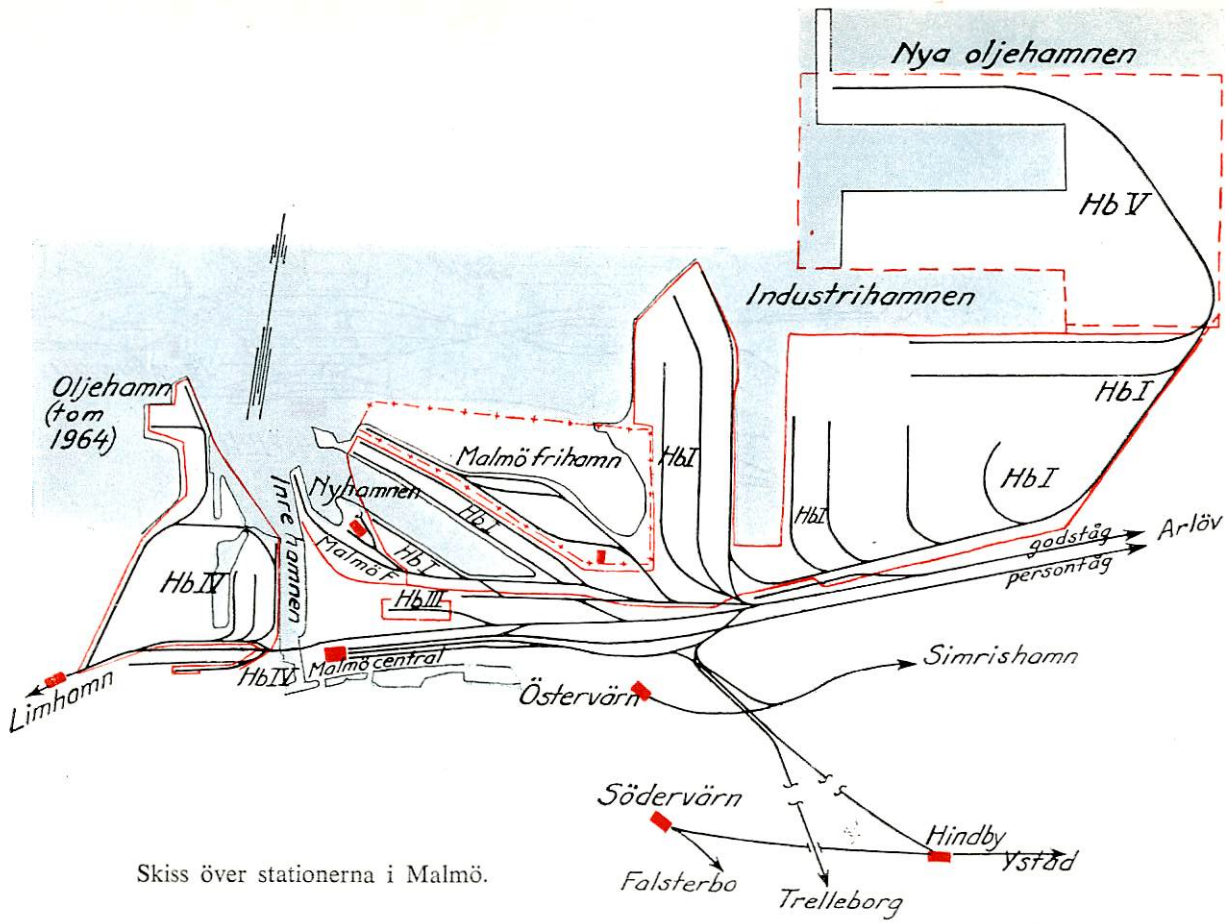 Nya oljehamnen
Hb V
Industrihamnen
Oljehamn
(tom
1964)
Hb I
Malmö frihamn
Hb I
Nyhamnen
Inre hamnen
Hb I
Hb I
Hb I
Hb I
Malmö F
godståg
Arlöv
persontåg
Hb IV
Hb III
Malmö central
Simrishamn
Hb IV
Limhamn
Östervärn
Södervärn
Hindby
Ystad
Skiss över stationerna i Malmö.
Falsterbo
Trelleborg